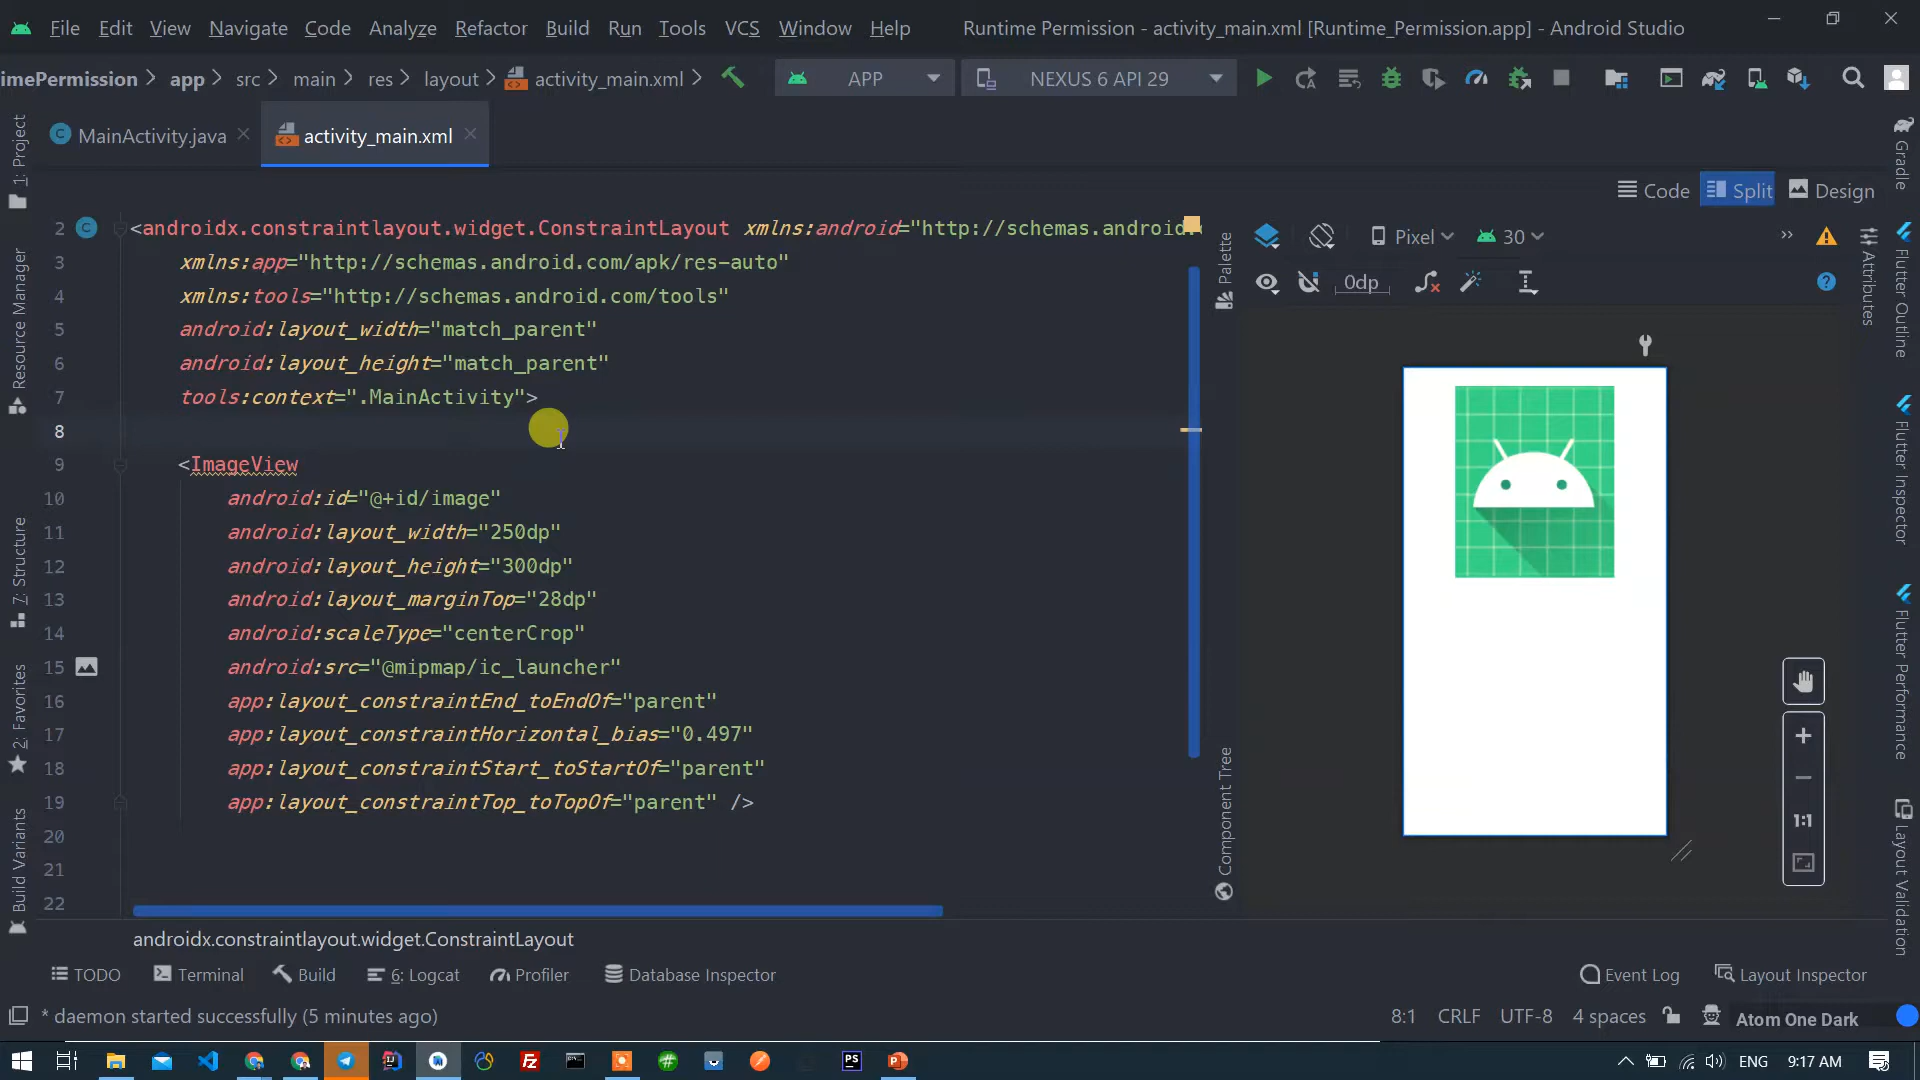 File Edit View Navigate Code Analyze Refactor Build Run Tools VCS Window Help Runtime Permission - activity_main.xml [Runtime_Permission.app] - Android Studio
imePermission app src main res layout activity_main.xml APP NEXUS 6 API 29
MainActivity.java activity_main.xml
Code Split Design
2 <androidx.constraintlayout.widget.ConstraintLayout xmlns:android="http://schemas.android.
3 xmlns:app="http://schemas.android.com/apk/res-auto"
4 xmlns:tools="http://schemas.android.com/tools"
5 android:layout_width="match_parent"
6 android:layout_height="match_parent"
7 tools:context=".MainActivity">
8
9 <ImageView
10 android:id="@+id/image"
11 android:layout_width="250dp"
12 android:layout_height="300dp"
13 android:layout_marginTop="28dp"
14 android:scaleType="centerCrop"
15 android:src="@mipmap/ic_launcher"
16 app:layout_constraintEnd_toEndOf="parent"
17 app:layout_constraintHorizontal_bias="0.497"
18 app:layout_constraintStart_toStartOf="parent"
19 app:layout_constraintTop_toTopOf="parent" />
20
21
22
androidx.constraintlayout.widget.ConstraintLayout
1: Project
Resource Manager
7: Structure
2: Favorites
Build Variants
Palette
Component Tree
Pixel 30
0dp
1:1
Attributes
Gradle
Flutter Outline
Flutter Inspector
Flutter Performance
Layout Validation
TODO Terminal Build 6: Logcat Profiler Database Inspector Event Log Layout Inspector
* daemon started successfully (5 minutes ago) 8:1 CRLF UTF-8 4 spaces Atom One Dark
ENG 9:17 AM